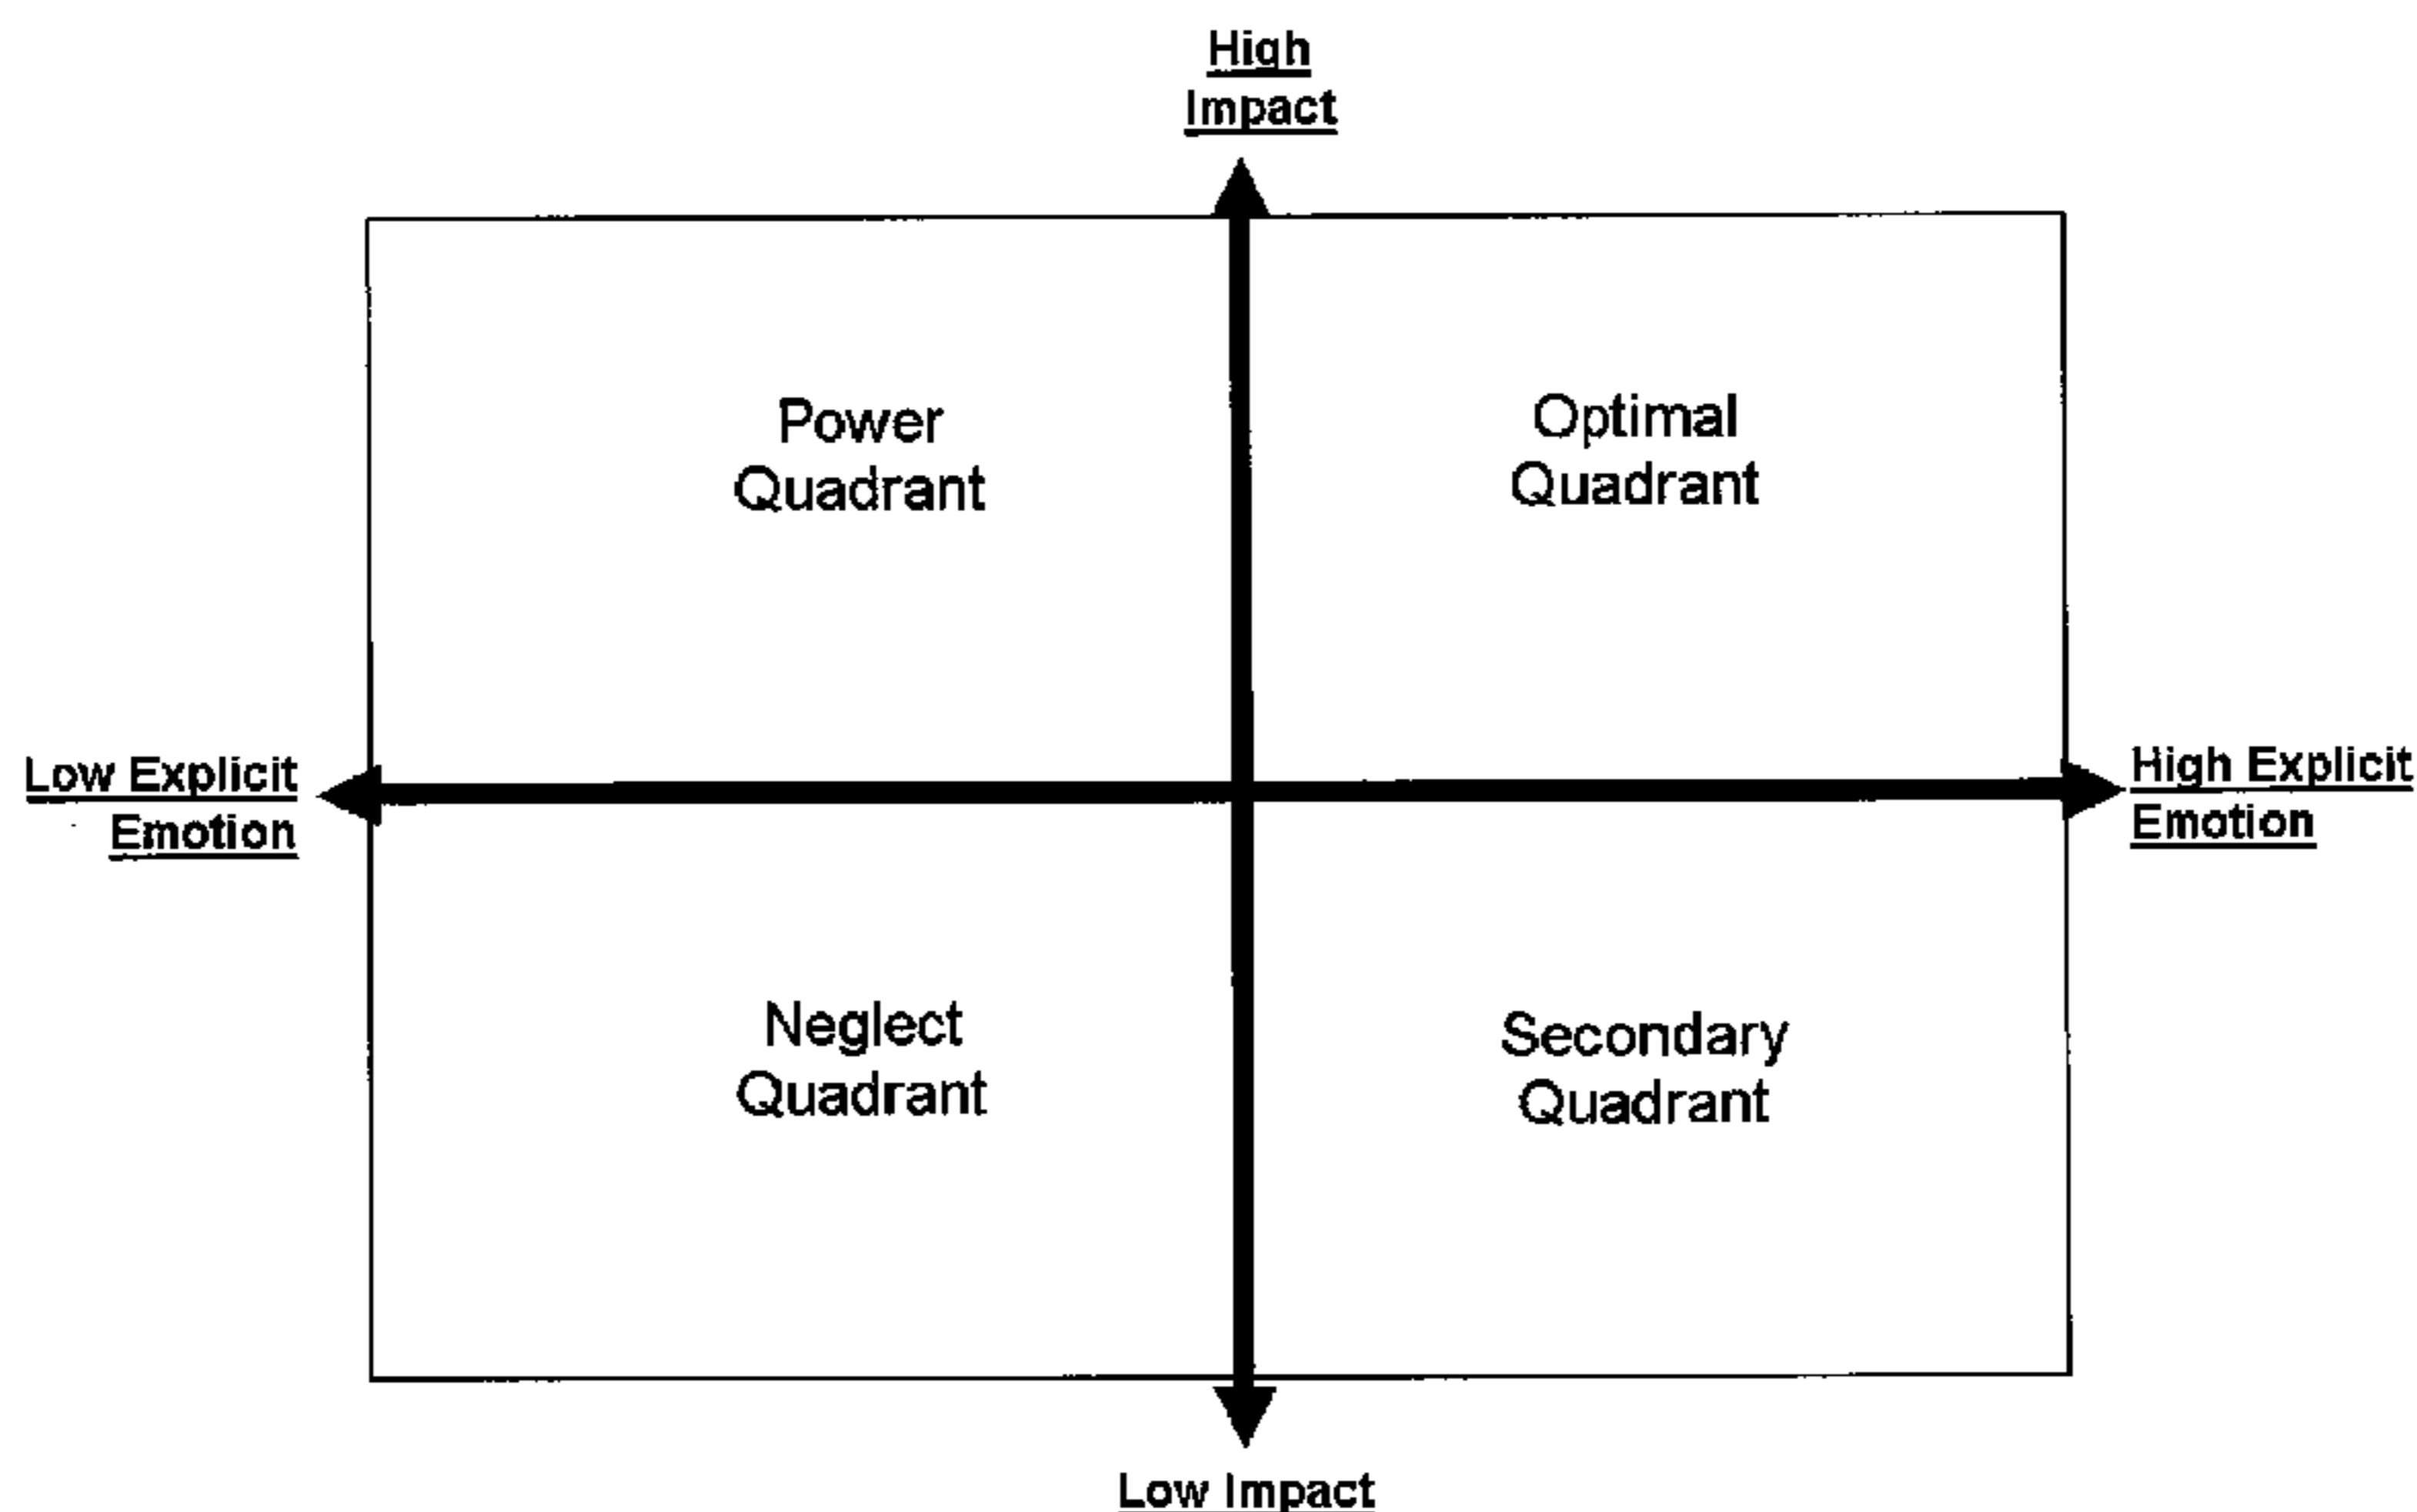 High
Impact
Power
Quadrant
Optimal
Quadrant
Low Explicit
Emotion
High Explicit
Emotion
Neglect
Quadrant
Secondary
Quadrant
Low Impact